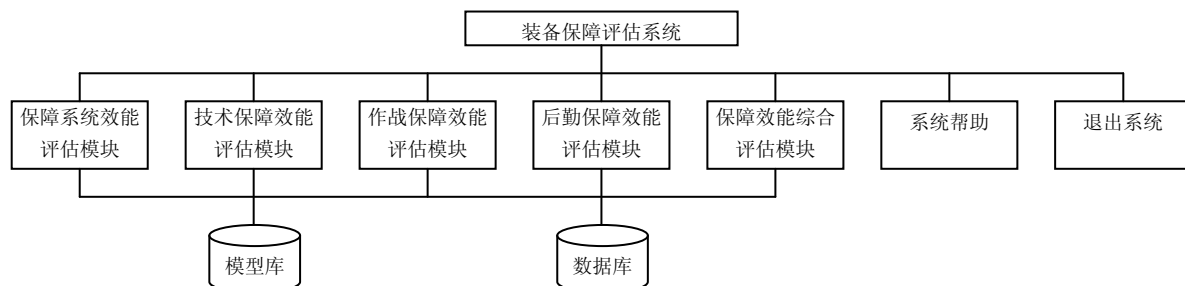 装备保障评估系统
保障系统效能
评估模块
技术保障效能
评估模块
作战保障效能
评估模块
后勤保障效能
评估模块
保障效能综合
评估模块
系统帮助
退出系统
模型库
数据库